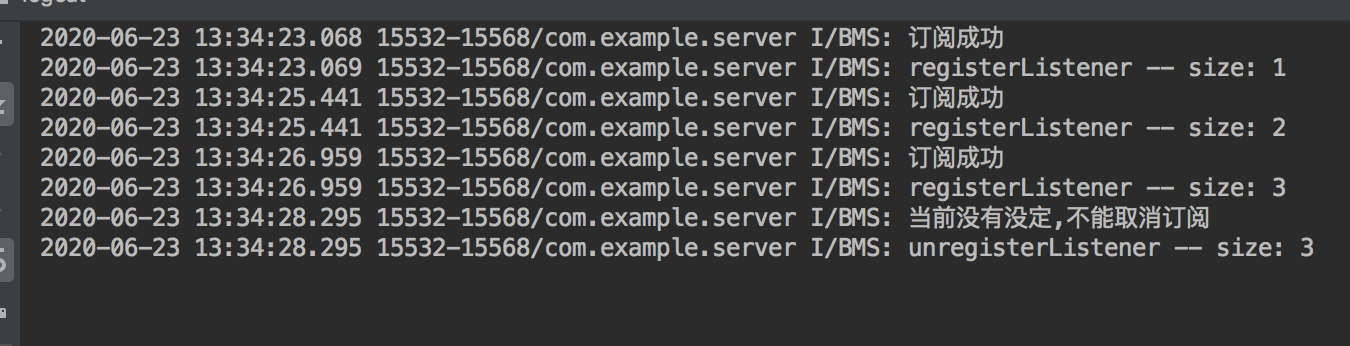 2020-06-23 13:34:23.068 15532-15568/com.example.server I/BMS: 订阅成功
2020-06-23 13:34:23.069 15532-15568/com.example.server I/BMS: registerListener -- size: 1
2020-06-23 13:34:25.441 15532-15568/com.example.server I/BMS: 订阅成功
2020-06-23 13:34:25.441 15532-15568/com.example.server I/BMS: registerListener -- size: 2
2020-06-23 13:34:26.959 15532-15568/com.example.server I/BMS: 订阅成功
2020-06-23 13:34:26.959 15532-15568/com.example.server I/BMS: registerListener -- size: 3
2020-06-23 13:34:28.295 15532-15568/com.example.server I/BMS: 当前没有没定,不能取消订阅
2020-06-23 13:34:28.295 15532-15568/com.example.server I/BMS: unregisterListener -- size: 3